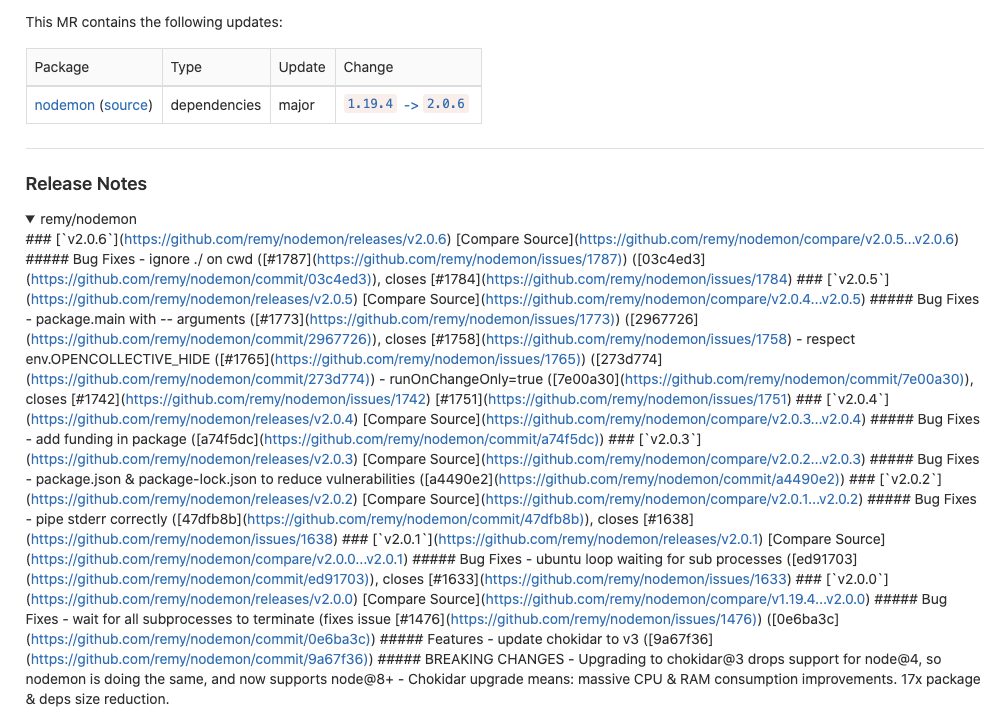 This MR contains the following updates:
Package Type Update Change
nodemon (source) dependencies major 1.19.4 -> 2.0.6
Release Notes
▼ remy/nodemon
### [`v2.0.6`](https://github.com/remy/nodemon/releases/v2.0.6) [Compare Source](https://github.com/remy/nodemon/compare/v2.0.5...v2.0.6)
##### Bug Fixes - ignore ./ on cwd ([#1787](https://github.com/remy/nodemon/issues/1787)) ([03c4ed3]
(https://github.com/remy/nodemon/commit/03c4ed3)), closes [#1784](https://github.com/remy/nodemon/issues/1784) ### [`v2.0.5`]
(https://github.com/remy/nodemon/releases/v2.0.5) [Compare Source](https://github.com/remy/nodemon/compare/v2.0.4...v2.0.5) ##### Bug Fixes
- package.main with -- arguments ([#1773](https://github.com/remy/nodemon/issues/1773)) ([2967726]
(https://github.com/remy/nodemon/commit/2967726)), closes [#1758](https://github.com/remy/nodemon/issues/1758) - respect
env.OPENCOLLECTIVE_HIDE ([#1765](https://github.com/remy/nodemon/issues/1765)) ([273d774]
(https://github.com/remy/nodemon/commit/273d774)) - runOnChangeOnly=true ([7e00a30](https://github.com/remy/nodemon/commit/7e00a30)),
closes [#1742](https://github.com/remy/nodemon/issues/1742) [#1751](https://github.com/remy/nodemon/issues/1751) ### [`v2.0.4`]
(https://github.com/remy/nodemon/releases/v2.0.4) [Compare Source](https://github.com/remy/nodemon/compare/v2.0.3...v2.0.4) ##### Bug Fixes
- add funding in package ([a74f5dc](https://github.com/remy/nodemon/commit/a74f5dc)) ### [`v2.0.3`]
(https://github.com/remy/nodemon/releases/v2.0.3) [Compare Source](https://github.com/remy/nodemon/compare/v2.0.2...v2.0.3) ##### Bug Fixes
- package.json & package-lock.json to reduce vulnerabilities ([a4490e2](https://github.com/remy/nodemon/commit/a4490e2)) ### [`v2.0.2`]
(https://github.com/remy/nodemon/releases/v2.0.2) [Compare Source](https://github.com/remy/nodemon/compare/v2.0.1...v2.0.2) ##### Bug Fixes
- pipe stderr correctly ([47dfb8b](https://github.com/remy/nodemon/commit/47dfb8b)), closes [#1638]
(https://github.com/remy/nodemon/issues/1638) ### [`v2.0.1`](https://github.com/remy/nodemon/releases/v2.0.1) [Compare Source]
(https://github.com/remy/nodemon/compare/v2.0.0...v2.0.1) ##### Bug Fixes - ubuntu loop waiting for sub processes ([ed91703]
(https://github.com/remy/nodemon/commit/ed91703)), closes [#1633](https://github.com/remy/nodemon/issues/1633) ### [`v2.0.0`]
(https://github.com/remy/nodemon/releases/v2.0.0) [Compare Source](https://github.com/remy/nodemon/compare/v1.19.4...v2.0.0) ##### Bug
Fixes - wait for all subprocesses to terminate (fixes issue [#1476](https://github.com/remy/nodemon/issues/1476)) ([0e6ba3c]
(https://github.com/remy/nodemon/commit/0e6ba3c)) ##### Features - update chokidar to v3 ([9a67f36]
(https://github.com/remy/nodemon/commit/9a67f36)) ##### BREAKING CHANGES - Upgrading to chokidar@3 drops support for node@4, so
nodemon is doing the same, and now supports node@8+ - Chokidar upgrade means: massive CPU & RAM consumption improvements. 17x package
& deps size reduction.